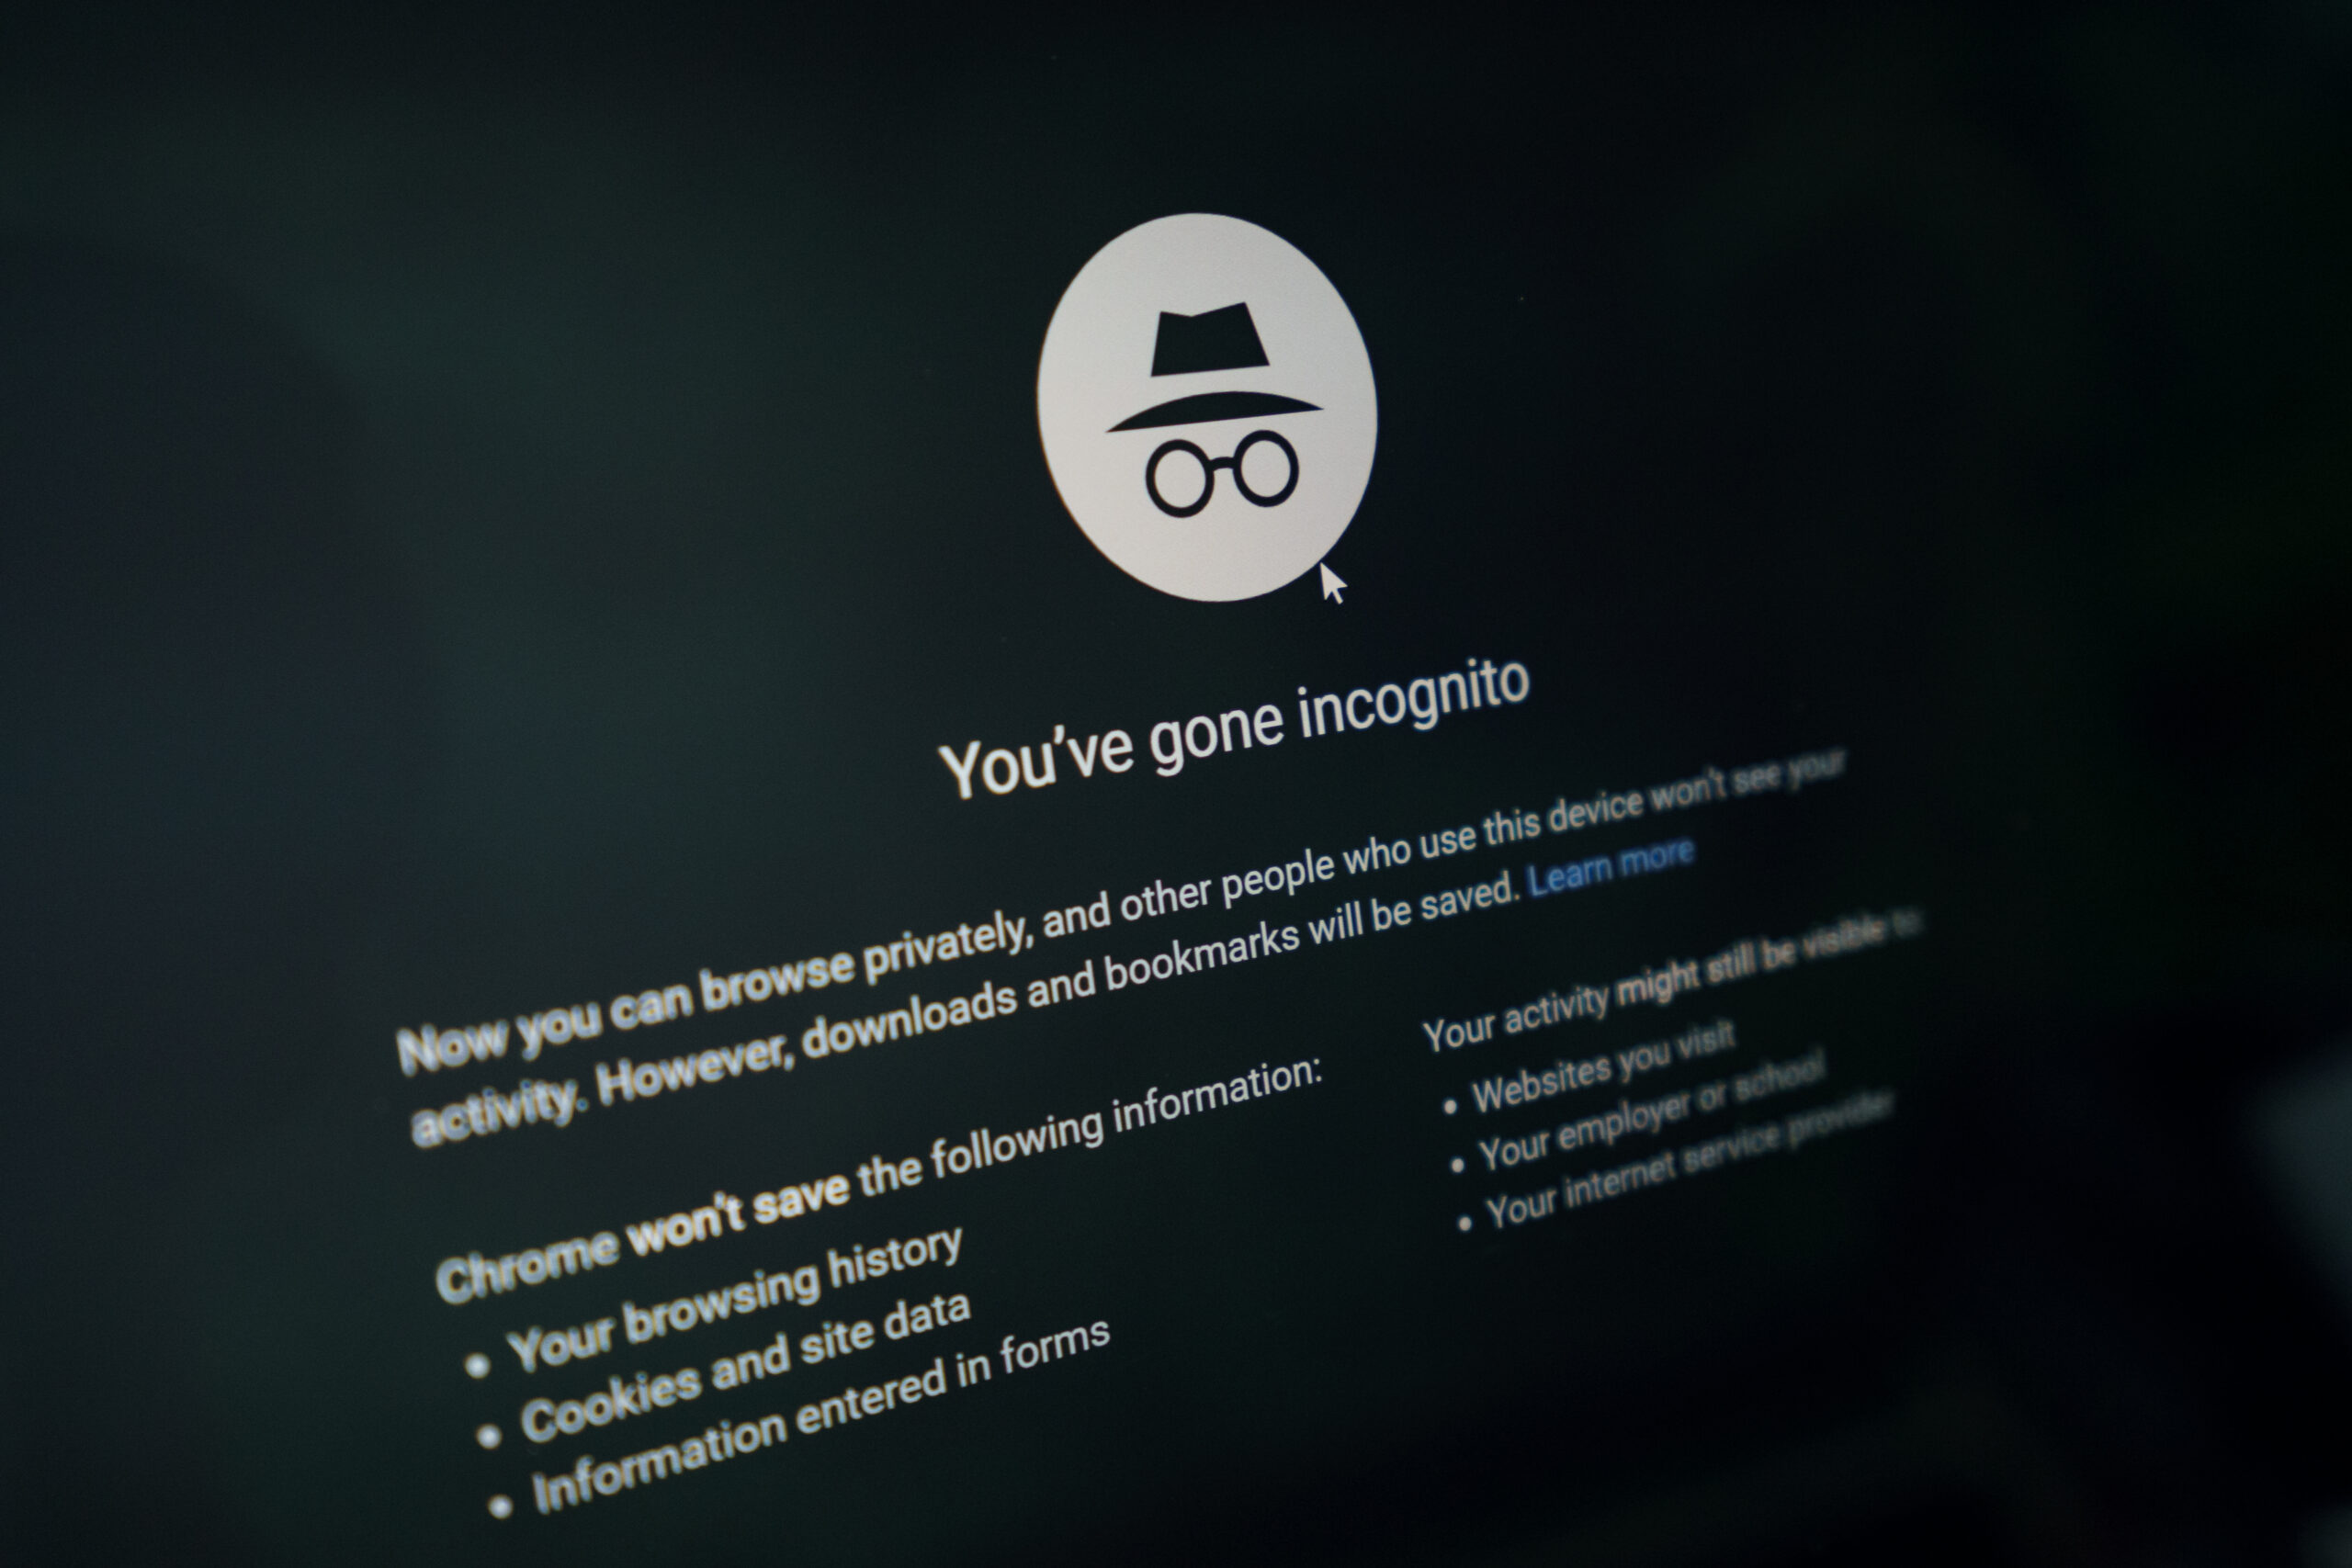 You've gone incognito
Now you can browse privately, and other people who use this device won't see your
activity. However, downloads and bookmarks will be saved. Learn more
Chrome won't save the following information:
• Your browsing history
• Cookies and site data
• Information entered in forms
Your activity might still be visible to:
• Websites you visit
• Your employer or school
• Your internet service provider